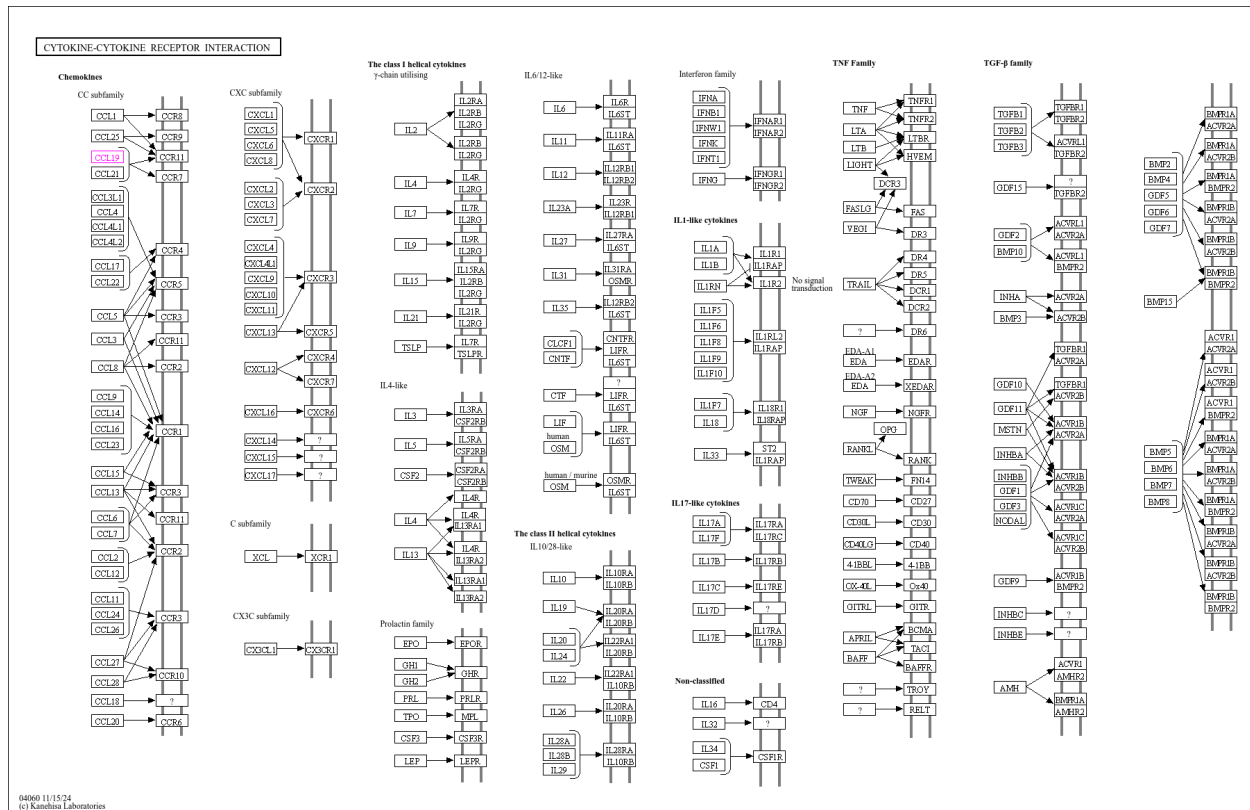 CYTOKINE-CYTOKINE RECEPTOR INTERACTION
Chemokines
CC subfamily
CCL1
CCL25
CCL19
CCL21
CCR8
CCR9
CCR11
CCR7
CCL3L1
CCL4
CCL4L1
CCL4L2
CCL17
CCL22
CCL5
CCL3
CCL8
CCR4
CCR5
CCR3
CCR11
CCR2
CCL9
CCL14
CCL16
CCL23
CCR1
CCL15
CCL13
CCL6
CCL7
CCR3
CCR11
CCR2
CCL2
CCL12
CCL11
CCL24
CCL26
CCR3
CCL27
CCL28
CCR10
CCL18
?
CCL20
CCR6
CXC subfamily
CXCL1
CXCL5
CXCL6
CXCL8
CXCR1
CXCL2
CXCL3
CXCL7
CXCR2
CXCL4
CXCL4L1
CXCL9
CXCL10
CXCL11
CXCR3
CXCL13
CXCR5
CXCL12
CXCR4
CXCR7
CXCL16
CXCR6
CXCL14
?
CXCL15
?
CXCL17
?
C subfamily
XCL
XCR1
CX3C subfamily
CX3CL1
CX3CR1
The class I helical cytokines
γ-chain utilising
IL2
IL2RA
IL2RB
IL2RG
IL2RB
IL2RG
IL4
IL4R
IL2RG
IL7
IL7R
IL2RG
IL9
IL9R
IL2RG
IL15
IL15RA
IL2RB
IL2RG
IL21
IL21R
IL2RG
TSLP
IL7R
TSLPR
IL4-like
IL3
IL3RA
CSF2RB
IL5
IL5RA
CSF2RB
CSF2
CSF2RA
CSF2RB
IL4
IL4R
IL4R
IL13RA1
IL13
IL4R
IL13RA2
IL13RA1
IL13RA2
Prolactin family
EPO
EPOR
GH1
GH2
GHR
PRL
PRLR
TPO
MPL
CSF3
CSF3R
LEP
LEPR
IL6/12-like
IL6
IL6R
IL6ST
IL11
IL11RA
IL6ST
IL12
IL12RB1
IL12RB2
IL23A
IL23R
IL12RB1
IL27
IL27RA
IL6ST
IL31
IL31RA
OSMR
IL35
IL12RB2
IL6ST
CLCF1
CNTF
CNTFR
LIFR
IL6ST
CTF
?
LIFR
IL6ST
LIF
human
OSM
LIFR
IL6ST
human / murine
OSM
OSMR
IL6ST
The class II helical cytokines
IL10/28-like
IL10
IL10RA
IL10RB
IL19
IL20RA
IL20RB
IL20
IL24
IL22RA1
IL20RB
IL22
IL22RA1
IL10RB
IL26
IL20RA
IL10RB
IL28A
IL28B
IL29
IL28RA
IL10RB
Interferon family
IFNA
IFNB1
IFNW1
IFNK
IFNT1
IFNAR1
IFNAR2
IFNG
IFNGR1
IFNGR2
IL1-like cytokines
IL1A
IL1B
IL1RN
IL1R1
IL1RAP
IL1R2
No signal
transduction
IL1F5
IL1F6
IL1F8
IL1F9
IL1F10
IL1RL2
IL1RAP
IL1F7
IL18
IL18R1
IL18RAP
IL33
ST2
IL1RAP
IL17-like cytokines
IL17A
IL17F
IL17RA
IL17RC
IL17B
IL17RB
IL17C
IL17RE
IL17D
?
IL17E
IL17RA
IL17RB
Non-classified
IL16
CD4
IL32
?
IL34
CSF1
CSF1R
TNF Family
TNF
LTA
LTB
LIGHT
TNFR1
TNFR2
LTBR
HVEM
DCR3
FASLG
FAS
VEGI
DR3
TRAIL
DR4
DR5
DCR1
DCR2
?
DR6
EDA-A1
EDA
EDAR
EDA-A2
EDA
XEDAR
NGF
NGFR
OPG
RANKL
RANK
TWEAK
FN14
CD70
CD27
CD30L
CD30
CD40LG
CD40
4-1BBL
4-1BB
OX-40L
Ox40
GITRL
GITR
APRIL
BAFF
BCMA
TACI
BAFFR
?
TROY
?
RELT
TGF-β family
TGFB1
TGFB2
TGFB3
TGFBR1
TGFBR2
ACVRL1
TGFBR2
GDF15
?
TGFBR2
GDF2
BMP10
ACVRL1
ACVR2A
ACVRL1
BMPR2
INHA
ACVR2A
BMP3
ACVR2B
GDF10
GDF11
MSTN
INHBA
TGFBR1
ACVR2A
TGFBR1
ACVR2B
ACVR1B
ACVR2A
INHBB
GDF1
GDF3
NODAL
ACVR1B
ACVR2B
ACVR1C
ACVR2A
ACVR1C
ACVR2B
GDF9
ACVR1B
BMPR2
INHBC
?
INHBE
?
AMH
ACVR1
AMHR2
BMPR1A
AMHR2
BMP2
BMP4
GDF5
GDF6
GDF7
BMP15
BMPR1A
ACVR2A
BMPR1A
ACVR2B
BMPR1A
BMPR2
BMPR1B
ACVR2A
BMPR1B
ACVR2B
BMPR1B
BMPR2
BMP5
BMP6
BMP7
BMP8
ACVR1
ACVR2A
ACVR1
ACVR2B
ACVR1
BMPR2
BMPR1A
ACVR2A
BMPR1A
ACVR2B
BMPR1A
BMPR2
BMPR1B
ACVR2A
BMPR1B
ACVR2B
BMPR1B
BMPR2
04060 11/15/24
(c) Kanehisa Laboratories